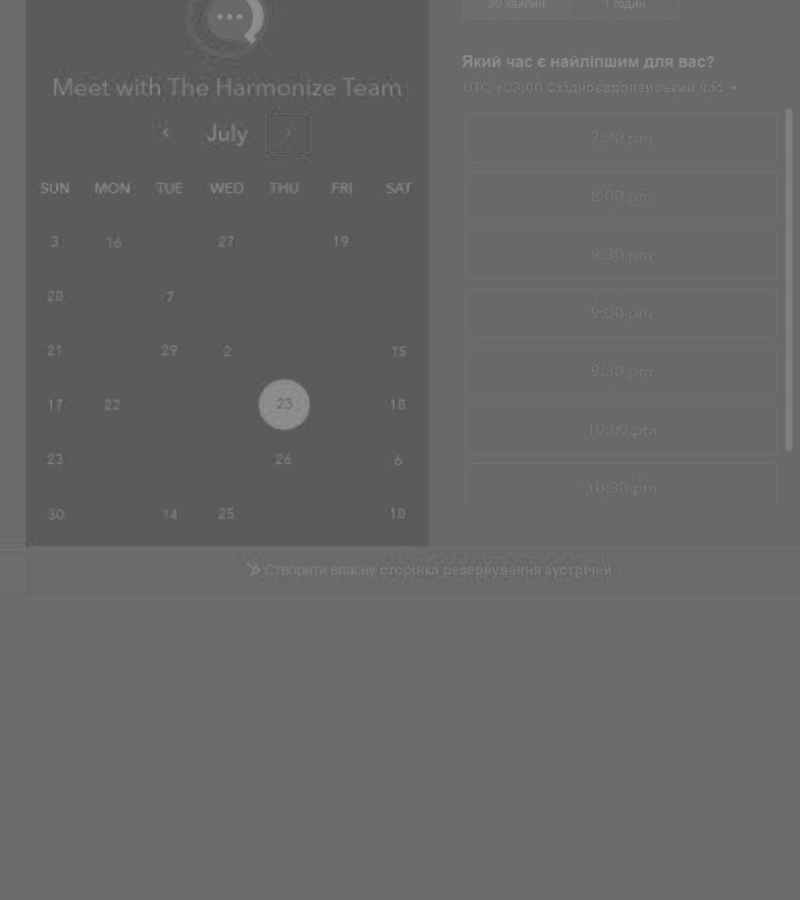 30 хвилин 1 годин
Meet with The Harmonize Team
July
SUN MON TUE WED THU FRI SAT
3 16 27 19
20 7
21 29 2 15
17 22 23 18
23 26 6
30 14 25 10
Який час є найліпшим для вас?
UTC +03:00 Східноєвропейський час
7:30 pm
8:00 pm
8:30 pm
9:00 pm
9:30 pm
10:00 pm
10:30 pm
Створити власну сторінка резервування зустрічей